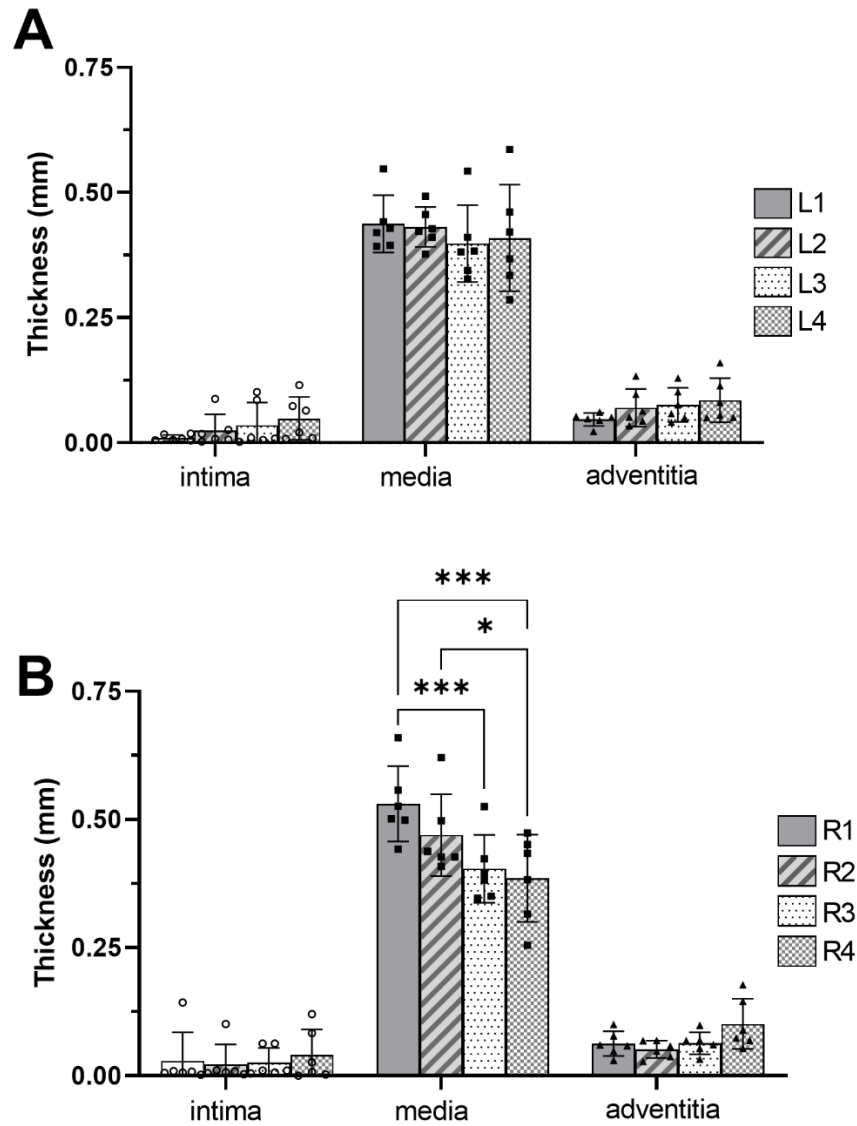 A
Thickness (mm)
0.75
0.50
0.25
0.00
intima media adventitia
L1
L2
L3
L4
B
Thickness (mm)
***
*
***
0.75
0.50
0.25
0.00
intima media adventitia
R1
R2
R3
R4